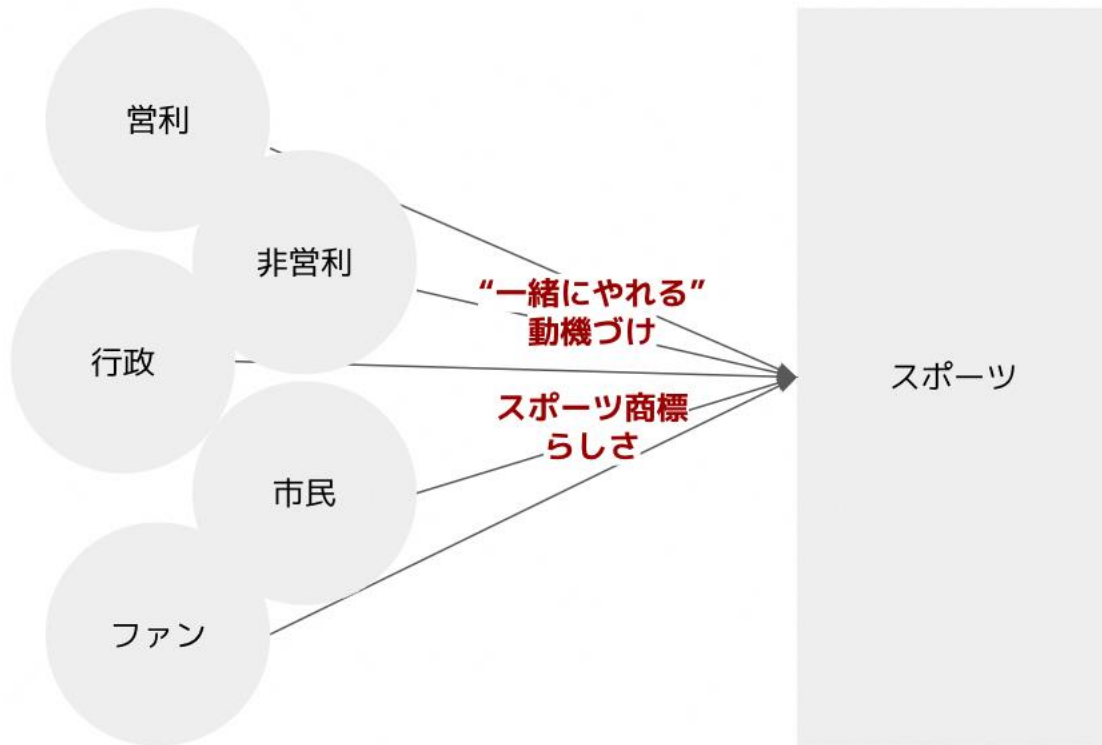 営利
非営利
“一緒にやれる”
動機づけ
行政
スポーツ
スポーツ商標
らしさ
市民
ファン